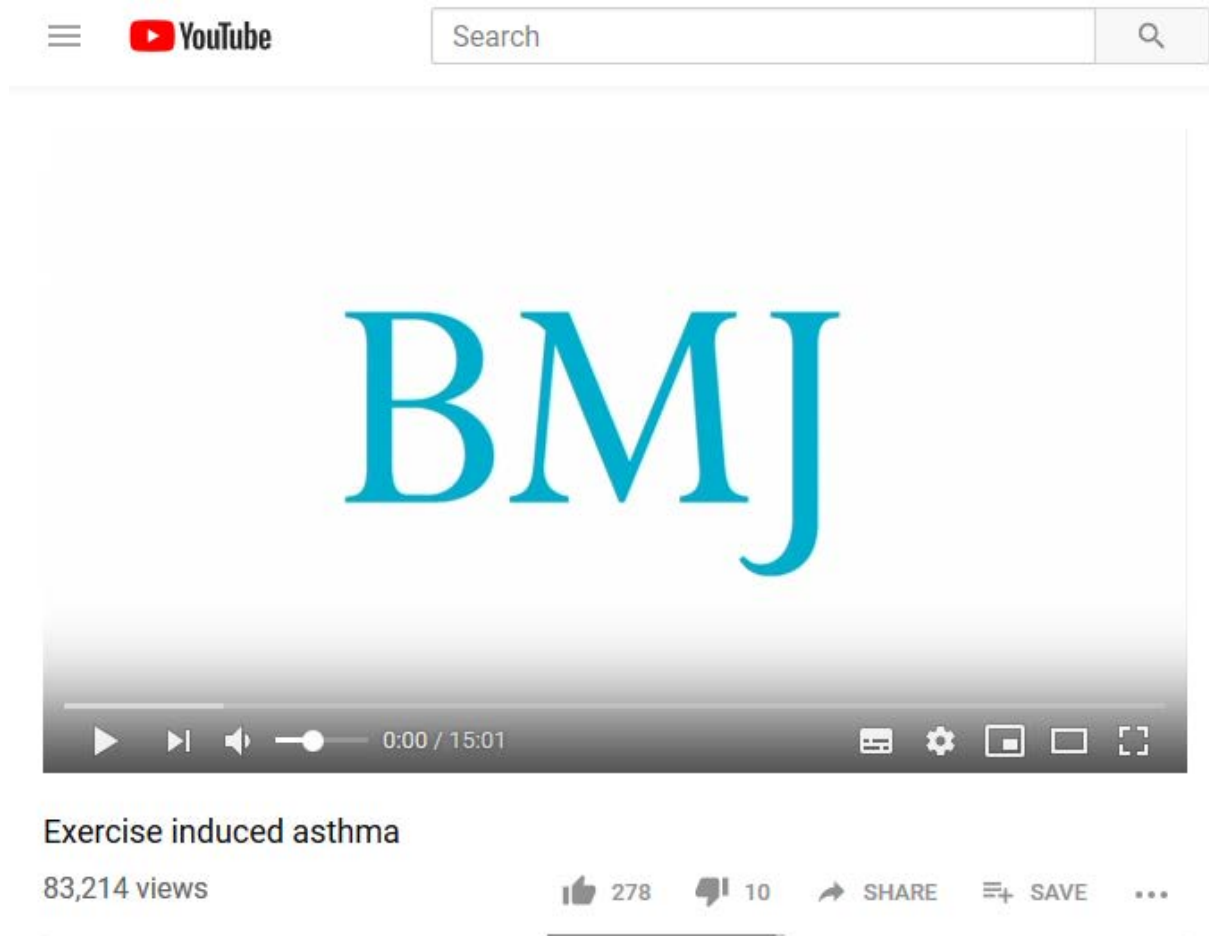 YouTube
Search
BMJ
0:00 / 15:01
Exercise induced asthma
83,214 views
278
10
SHARE
SAVE